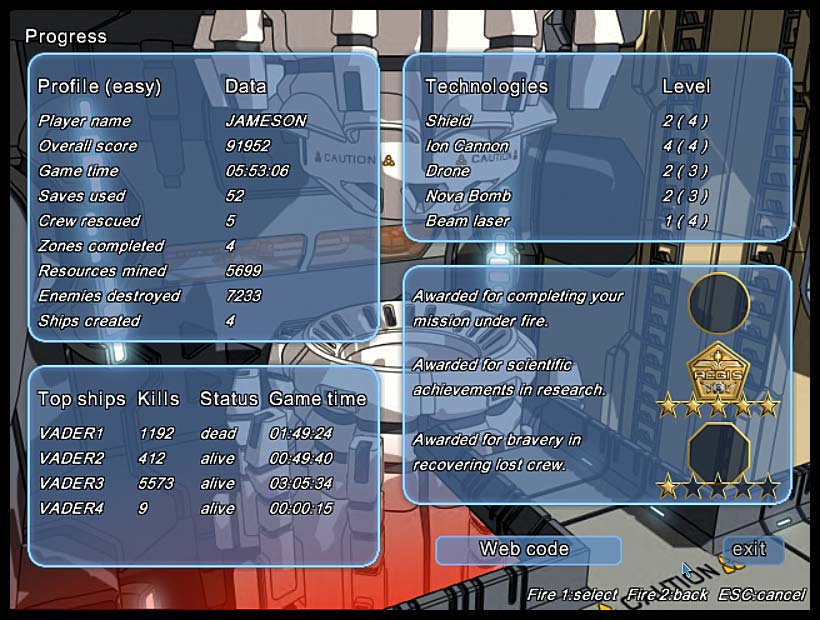 Progress
Profile (easy) Data
Player name JAMESON
Overall score 91952
Game time 05:53:06
Saves used 52
Crew rescued 5
Zones completed 4
Resources mined 5699
Enemies destroyed 7233
Ships created 4
Top ships Kills Status Game time
VADER1 1192 dead 01:49:24
VADER2 412 alive 00:49:40
VADER3 5573 alive 03:05:34
VADER4 9 alive 00:00:15
Technologies Level
Shield 2 ( 4 )
Ion Cannon 4 ( 4 )
Drone 2 ( 3 )
Nova Bomb 2 ( 3 )
Beam laser 1 ( 4 )
CAUTION
CAUTION
Awarded for completing your
mission under fire.
Awarded for scientific
achievements in research.
AEGIS
Awarded for bravery in
recovering lost crew.
Web code
exit
CAUTION
Fire 1:select Fire 2:back ESC:cancel